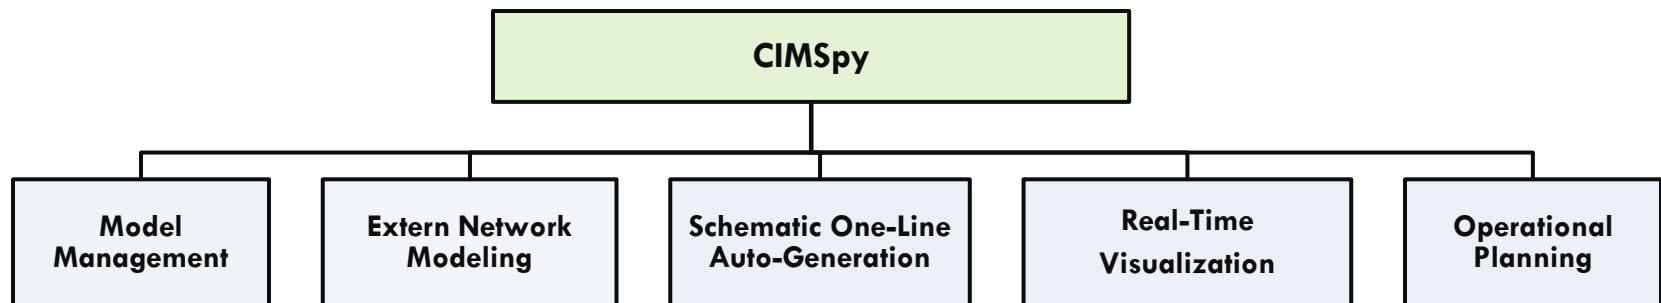 CIMSpy
Model
Management
Extern Network
Modeling
Schematic One-Line
Auto-Generation
Real-Time
Visualization
Operational
Planning